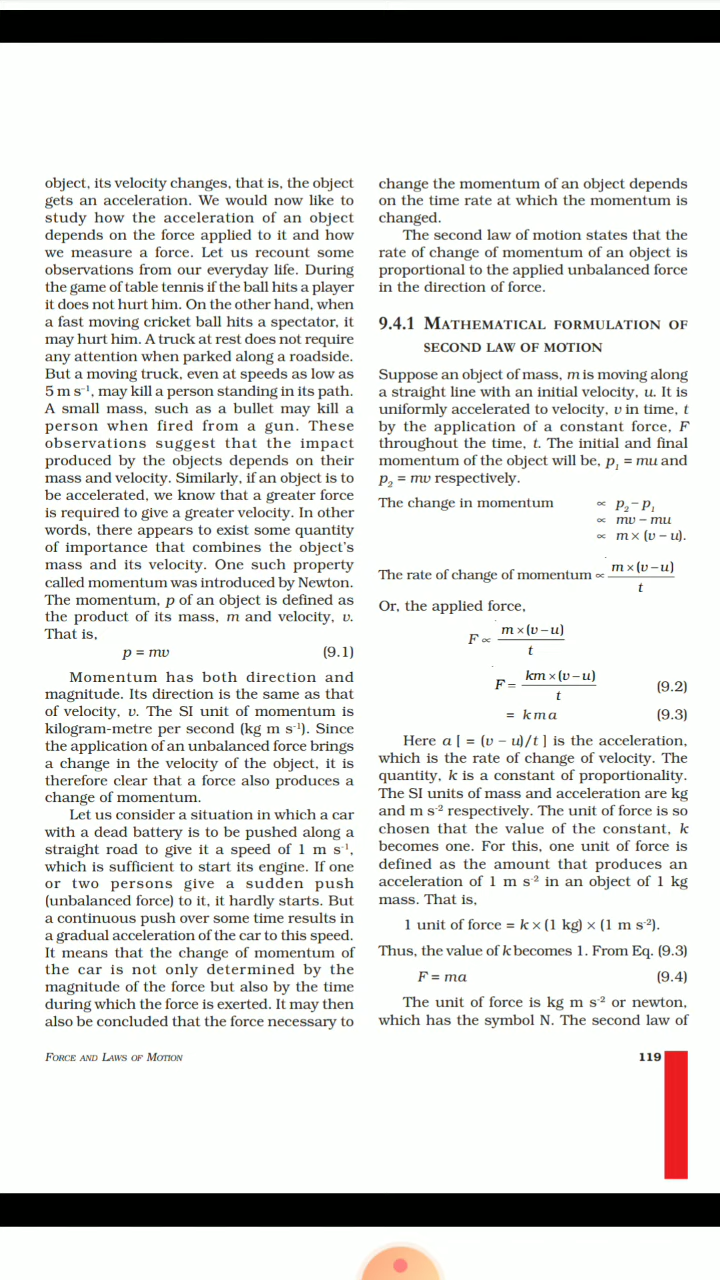 object, its velocity changes, that is, the object
gets an acceleration. We would now like to
study how the acceleration of an object
depends on the force applied to it and how
we measure a force. Let us recount some
observations from our everyday life. During
the game of table tennis if the ball hits a player
it does not hurt him. On the other hand, when
a fast moving cricket ball hits a spectator, it
may hurt him. A truck at rest does not require
any attention when parked along a roadside.
But a moving truck, even at speeds as low as
5 m s⁻¹, may kill a person standing in its path.
A small mass, such as a bullet may kill a
person when fired from a gun. These
observations suggest that the impact
produced by the objects depends on their
mass and velocity. Similarly, if an object is to
be accelerated, we know that a greater force
is required to give a greater velocity. In other
words, there appears to exist some quantity
of importance that combines the object's
mass and its velocity. One such property
called momentum was introduced by Newton.
The momentum, p of an object is defined as
the product of its mass, m and velocity, v.
That is,
p = mv (9.1)
Momentum has both direction and
magnitude. Its direction is the same as that
of velocity, v. The SI unit of momentum is
kilogram-metre per second (kg m s⁻¹). Since
the application of an unbalanced force brings
a change in the velocity of the object, it is
therefore clear that a force also produces a
change of momentum.
Let us consider a situation in which a car
with a dead battery is to be pushed along a
straight road to give it a speed of 1 m s⁻¹,
which is sufficient to start its engine. If one
or two persons give a sudden push
(unbalanced force) to it, it hardly starts. But
a continuous push over some time results in
a gradual acceleration of the car to this speed.
It means that the change of momentum of
the car is not only determined by the
magnitude of the force but also by the time
during which the force is exerted. It may then
also be concluded that the force necessary to
change the momentum of an object depends
on the time rate at which the momentum is
changed.
The second law of motion states that the
rate of change of momentum of an object is
proportional to the applied unbalanced force
in the direction of force.
9.4.1 MATHEMATICAL FORMULATION OF
SECOND LAW OF MOTION
Suppose an object of mass, m is moving along
a straight line with an initial velocity, u. It is
uniformly accelerated to velocity, v in time, t
by the application of a constant force, F
throughout the time, t. The initial and final
momentum of the object will be, p₁ = mu and
p₂ = mv respectively.
The change in momentum ∝ p₂ – p₁
∝ mv – mu
∝ m × (v – u).
The rate of change of momentum ∝ m × (v – u) / t
Or, the applied force,
F ∝ m × (v – u) / t
F = km × (v – u) / t (9.2)
= k m a (9.3)
Here a [ = (v – u)/t ] is the acceleration,
which is the rate of change of velocity. The
quantity, k is a constant of proportionality.
The SI units of mass and acceleration are kg
and m s⁻² respectively. The unit of force is so
chosen that the value of the constant, k
becomes one. For this, one unit of force is
defined as the amount that produces an
acceleration of 1 m s⁻² in an object of 1 kg
mass. That is,
1 unit of force = k × (1 kg) × (1 m s⁻²).
Thus, the value of k becomes 1. From Eq. (9.3)
F = ma (9.4)
The unit of force is kg m s⁻² or newton,
which has the symbol N. The second law of
FORCE AND LAWS OF MOTION 119